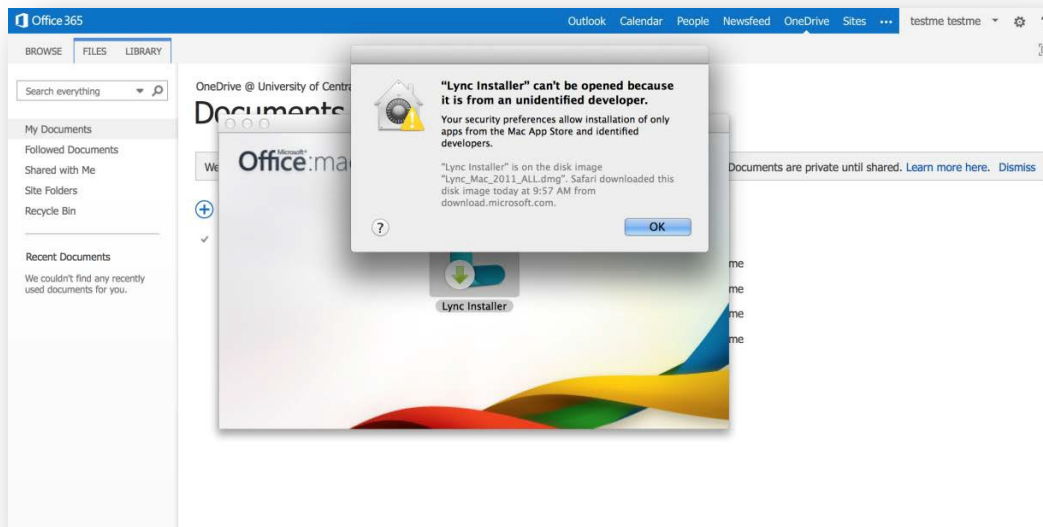 Office 365
Outlook Calendar People Newsfeed OneDrive Sites ••• testme testme
BROWSE FILES LIBRARY
Search everything
My Documents
Followed Documents
Shared with Me
Site Folders
Recycle Bin
Recent Documents
We couldn't find any recently
used documents for you.
OneDrive @ University of Centra
Documents
We
Documents are private until shared. Learn more here. Dismiss
me
me
me
me
Microsoft®
Office:ma
Lync Installer
"Lync Installer" can't be opened because
it is from an unidentified developer.
Your security preferences allow installation of only
apps from the Mac App Store and identified
developers.
"Lync Installer" is on the disk image
"Lync_Mac_2011_ALL.dmg". Safari downloaded this
disk image today at 9:57 AM from
download.microsoft.com.
?
OK